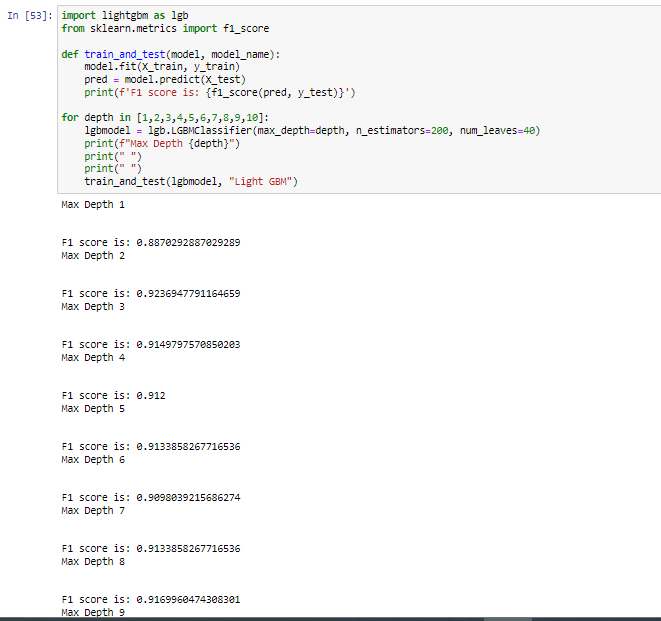 In [53]: import lightgbm as lgb
from sklearn.metrics import f1_score
def train_and_test(model, model_name):
    model.fit(X_train, y_train)
    pred = model.predict(X_test)
    print(f'F1 score is: {f1_score(pred, y_test)}')
for depth in [1,2,3,4,5,6,7,8,9,10]:
    lgbmodel = lgb.LGBMClassifier(max_depth=depth, n_estimators=200, num_leaves=40)
    print(f"Max Depth {depth}")
    print(" ")
    print(" ")
    train_and_test(lgbmodel, "Light GBM")
Max Depth 1
F1 score is: 0.8870292887029289
Max Depth 2
F1 score is: 0.9236947791164659
Max Depth 3
F1 score is: 0.9149797570850203
Max Depth 4
F1 score is: 0.912
Max Depth 5
F1 score is: 0.9133858267716536
Max Depth 6
F1 score is: 0.9098039215686274
Max Depth 7
F1 score is: 0.9133858267716536
Max Depth 8
F1 score is: 0.9169960474308301
Max Depth 9